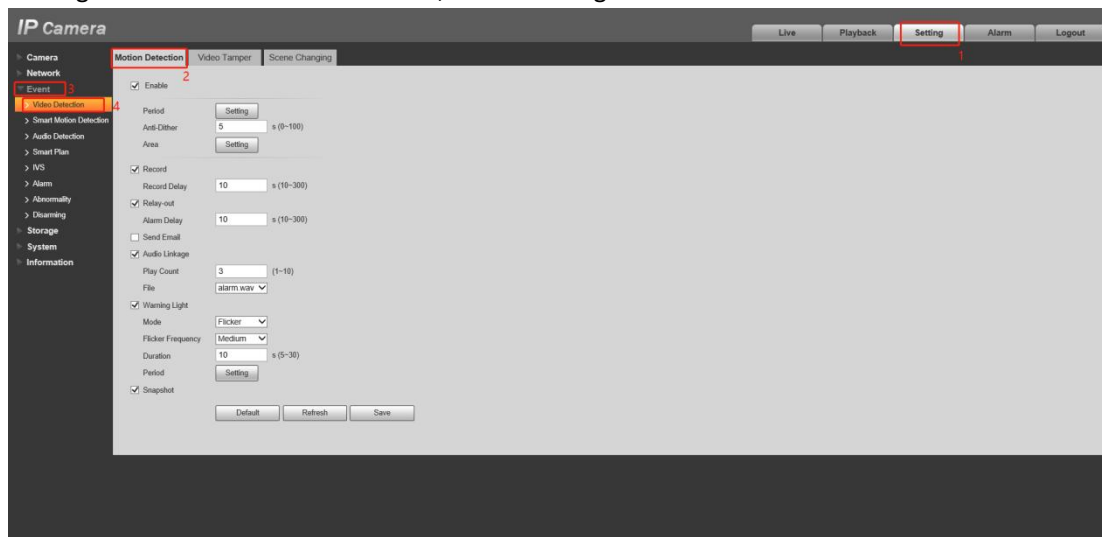 IP Camera
Live Playback Setting Alarm Logout
1
Camera
Network
Event 3
Video Detection 4
Smart Motion Detection
Audio Detection
Smart Plan
IVS
Alarm
Abnormality
Disarming
Storage
System
Information
Motion Detection Video Tamper Scene Changing
2
Enable
Period Setting
Anti-Dither 5 s (0~100)
Area Setting
Record
Record Delay 10 s (10~300)
Relay-out
Alarm Delay 10 s (10~300)
Send Email
Audio Linkage
Play Count 3 (1~10)
File alarm.wav
Warning Light
Mode Flicker
Flicker Frequency Medium
Duration 10 s (5~30)
Period Setting
Snapshot
Default Refresh Save